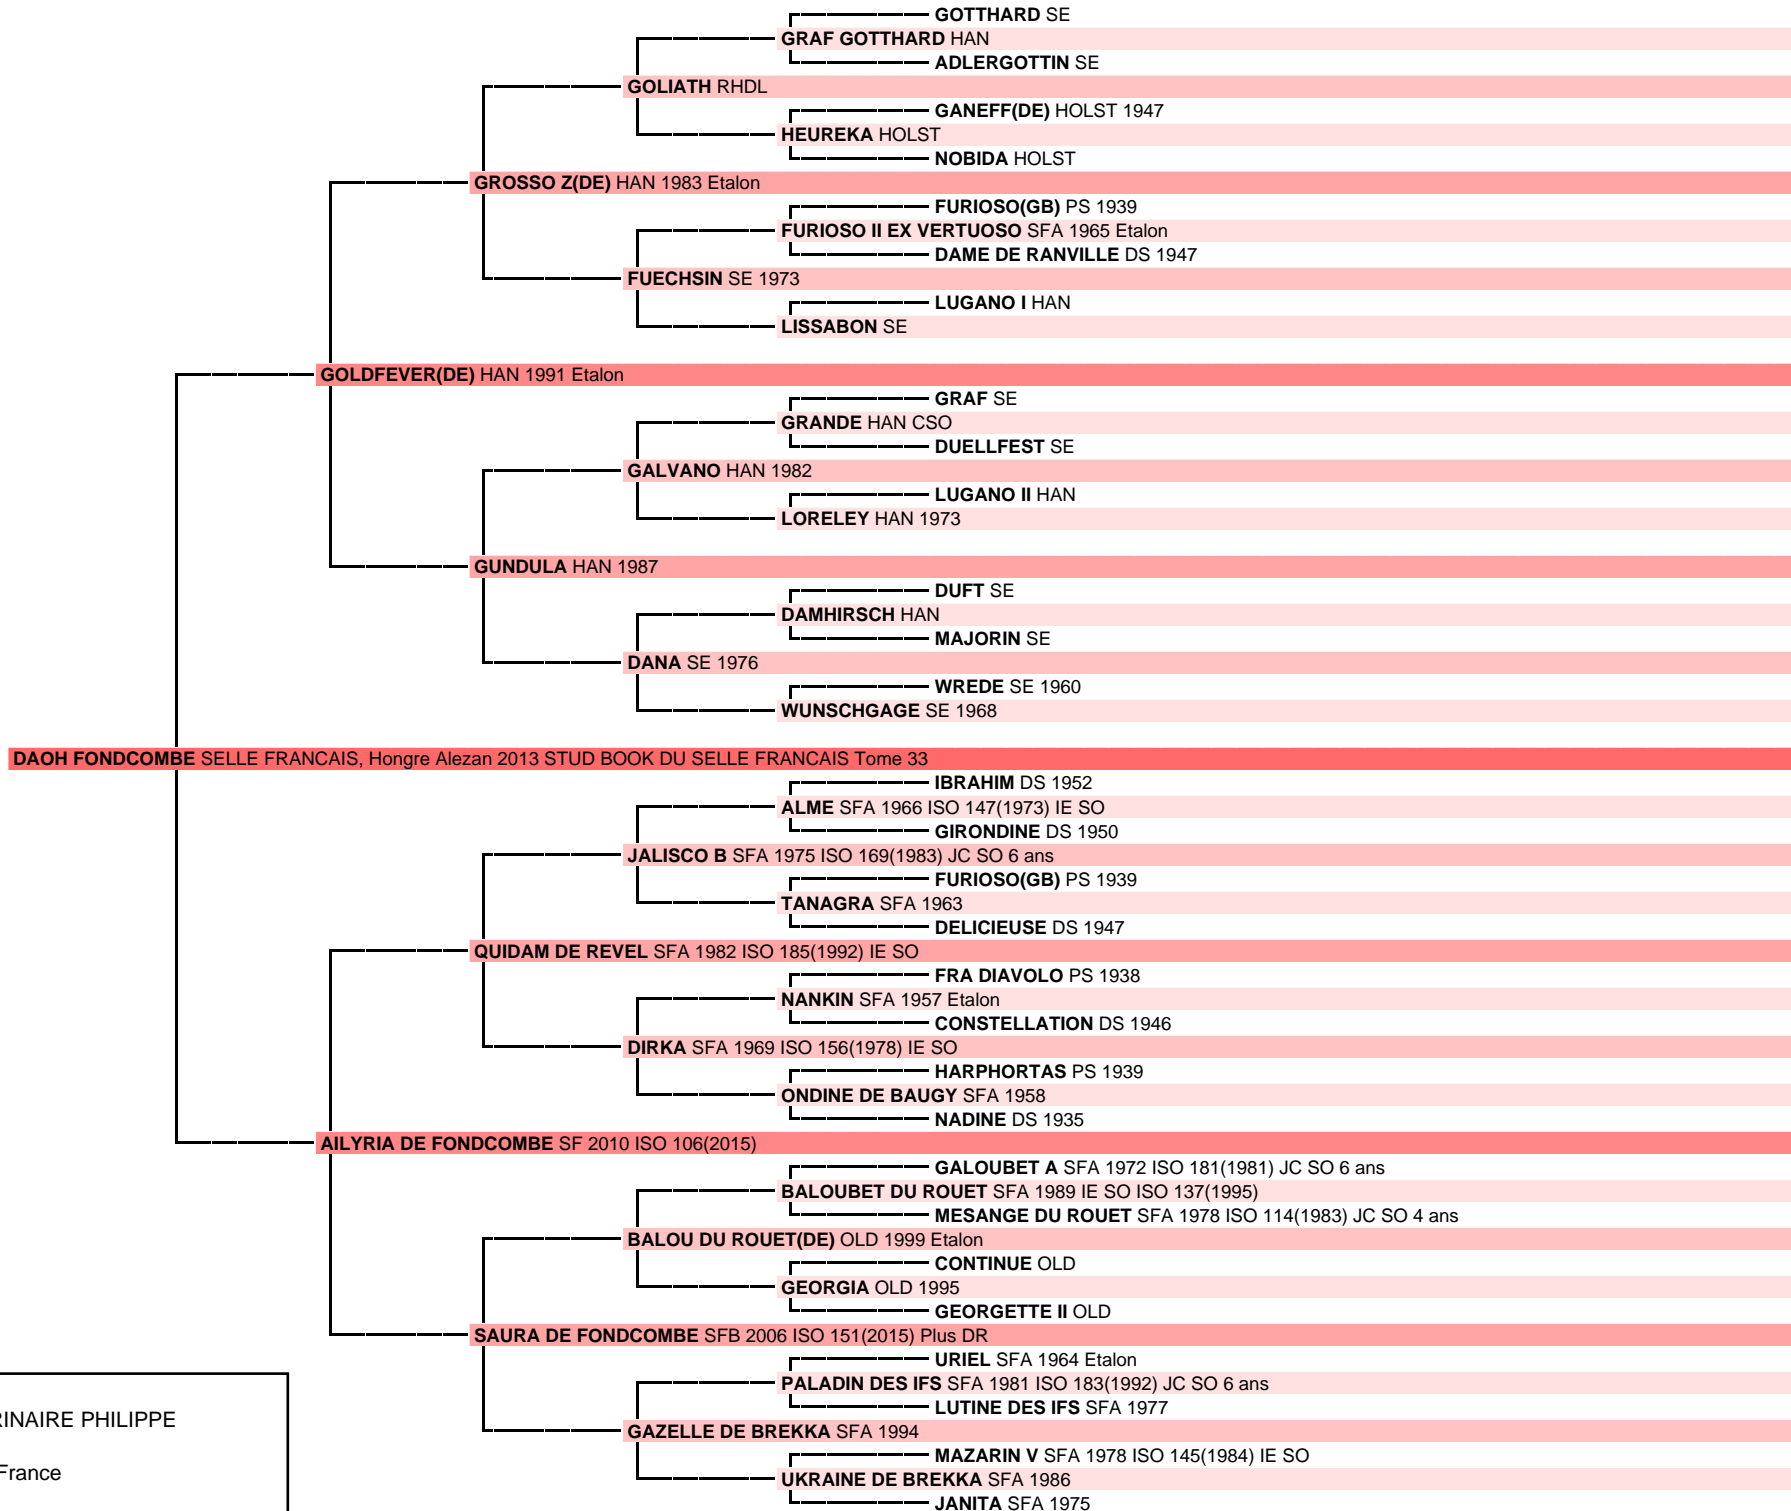 GOTTHARD SE
GRAF GOTTHARD HAN
ADLERGOTTIN SE
GOLIATH RHDL
GANEFF(DE) HOLST 1947
HEUREKA HOLST
NOBIDA HOLST
GROSSO Z(DE) HAN 1983 Etalon
FURIOSO(GB) PS 1939
FURIOSO II EX VERTUOSO SFA 1965 Etalon
DAME DE RANVILLE DS 1947
FUECHSIN SE 1973
LUGANO I HAN
LISSABON SE
GOLDFEVER(DE) HAN 1991 Etalon
GRAF SE
GRANDE HAN CSO
DUELLFEST SE
GALVANO HAN 1982
LUGANO II HAN
LORELEY HAN 1973
GUNDULA HAN 1987
DUFT SE
DAMHIRSCH HAN
MAJORIN SE
DANA SE 1976
WREDE SE 1960
WUNSCHGAGE SE 1968
DAOH FONDCOMBE SELLE FRANCAIS, Hongre Alezan 2013 STUD BOOK DU SELLE FRANCAIS Tome 33
IBRAHIM DS 1952
ALME SFA 1966 ISO 147(1973) IE SO
GIRONDINE DS 1950
JALISCO B SFA 1975 ISO 169(1983) JC SO 6 ans
FURIOSO(GB) PS 1939
TANAGRA SFA 1963
DELICIEUSE DS 1947
QUIDAM DE REVEL SFA 1982 ISO 185(1992) IE SO
FRA DIAVOLO PS 1938
NANKIN SFA 1957 Etalon
CONSTELLATION DS 1946
DIRKA SFA 1969 ISO 156(1978) IE SO
HARPHORTAS PS 1939
ONDINE DE BAUGY SFA 1958
NADINE DS 1935
AILYRIA DE FONDCOMBE SF 2010 ISO 106(2015)
GALOUBET A SFA 1972 ISO 181(1981) JC SO 6 ans
BALOUBET DU ROUET SFA 1989 IE SO ISO 137(1995)
MESANGE DU ROUET SFA 1978 ISO 114(1983) JC SO 4 ans
BALOU DU ROUET(DE) OLD 1999 Etalon
CONTINUE OLD
GEORGIA OLD 1995
GEORGETTE II OLD
SAURA DE FONDCOMBE SFB 2006 ISO 151(2015) Plus DR
URIEL SFA 1964 Etalon
PALADIN DES IFS SFA 1981 ISO 183(1992) JC SO 6 ans
LUTINE DES IFS SFA 1977
GAZELLE DE BREKKA SFA 1994
MAZARIN V SFA 1978 ISO 145(1984) IE SO
UKRAINE DE BREKKA SFA 1986
JANITA SFA 1975
RINAIRE PHILIPPE
France